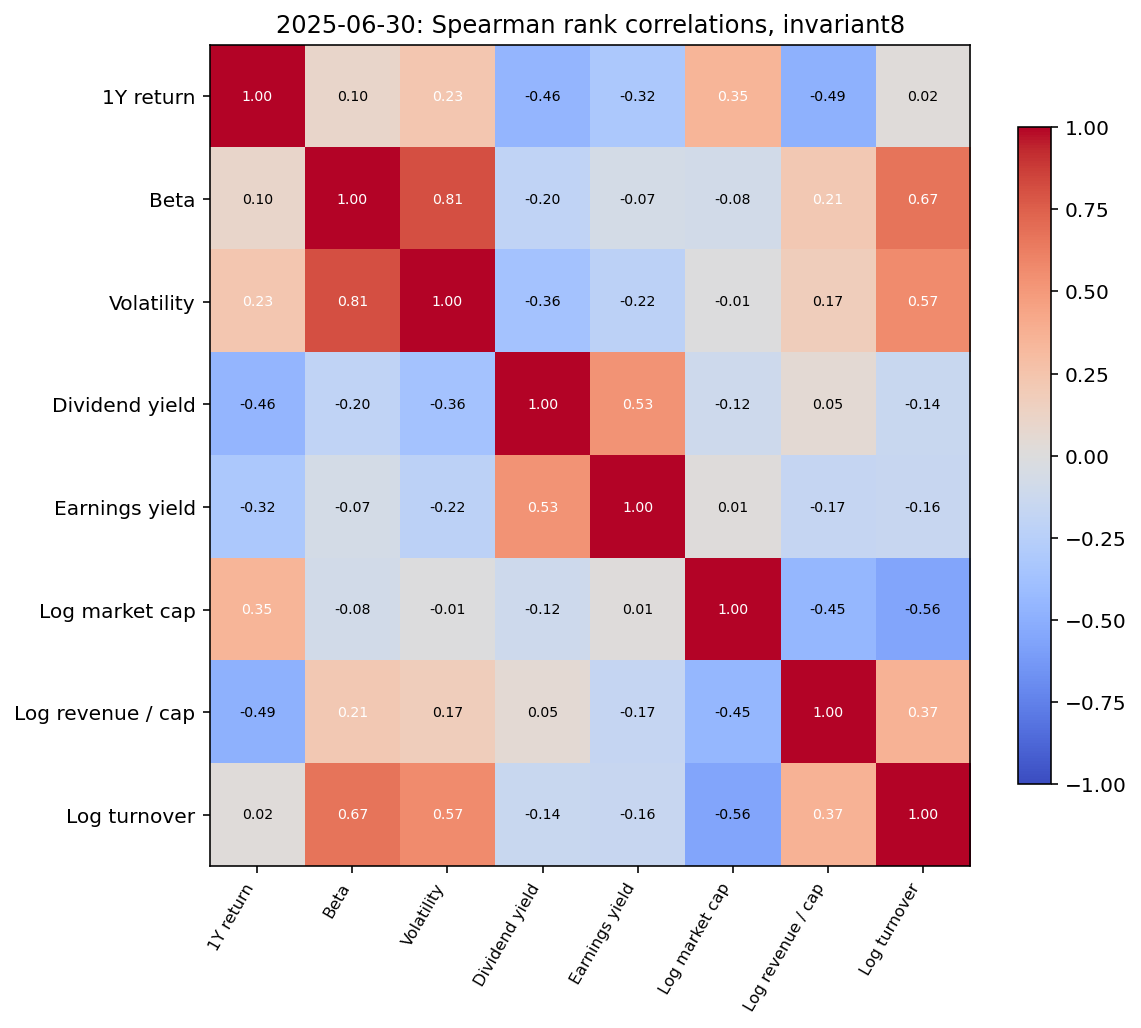 2025-06-30: Spearman rank correlations, invariant8
1Y return 1.00 0.10 0.23 -0.46 -0.32 0.35 -0.49 0.02
Beta 0.10 1.00 0.81 -0.20 -0.07 -0.08 0.21 0.67
Volatility 0.23 0.81 1.00 -0.36 -0.22 -0.01 0.17 0.57
Dividend yield -0.46 -0.20 -0.36 1.00 0.53 -0.12 0.05 -0.14
Earnings yield -0.32 -0.07 -0.22 0.53 1.00 0.01 -0.17 -0.16
Log market cap 0.35 -0.08 -0.01 -0.12 0.01 1.00 -0.45 -0.56
Log revenue / cap -0.49 0.21 0.17 0.05 -0.17 -0.45 1.00 0.37
Log turnover 0.02 0.67 0.57 -0.14 -0.16 -0.56 0.37 1.00
1Y return
Beta
Volatility
Dividend yield
Earnings yield
Log market cap
Log revenue / cap
Log turnover
1.00
0.75
0.50
0.25
0.00
−0.25
−0.50
−0.75
−1.00